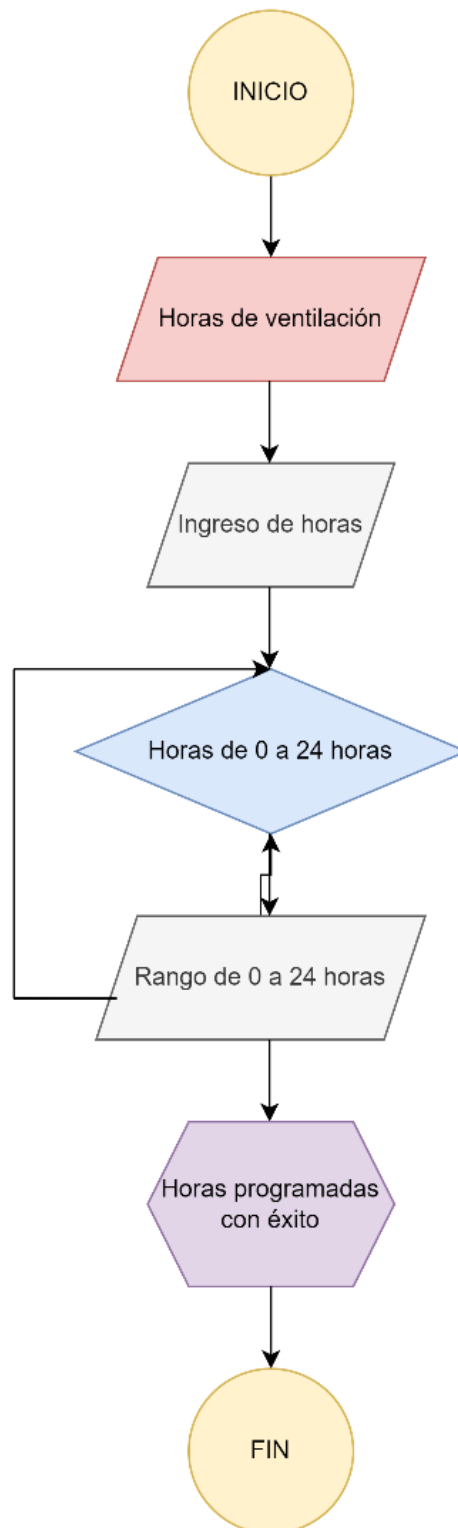 INICIO
Horas de ventilación
Ingreso de horas
Horas de 0 a 24 horas
Rango de 0 a 24 horas
Horas programadas
con éxito
FIN